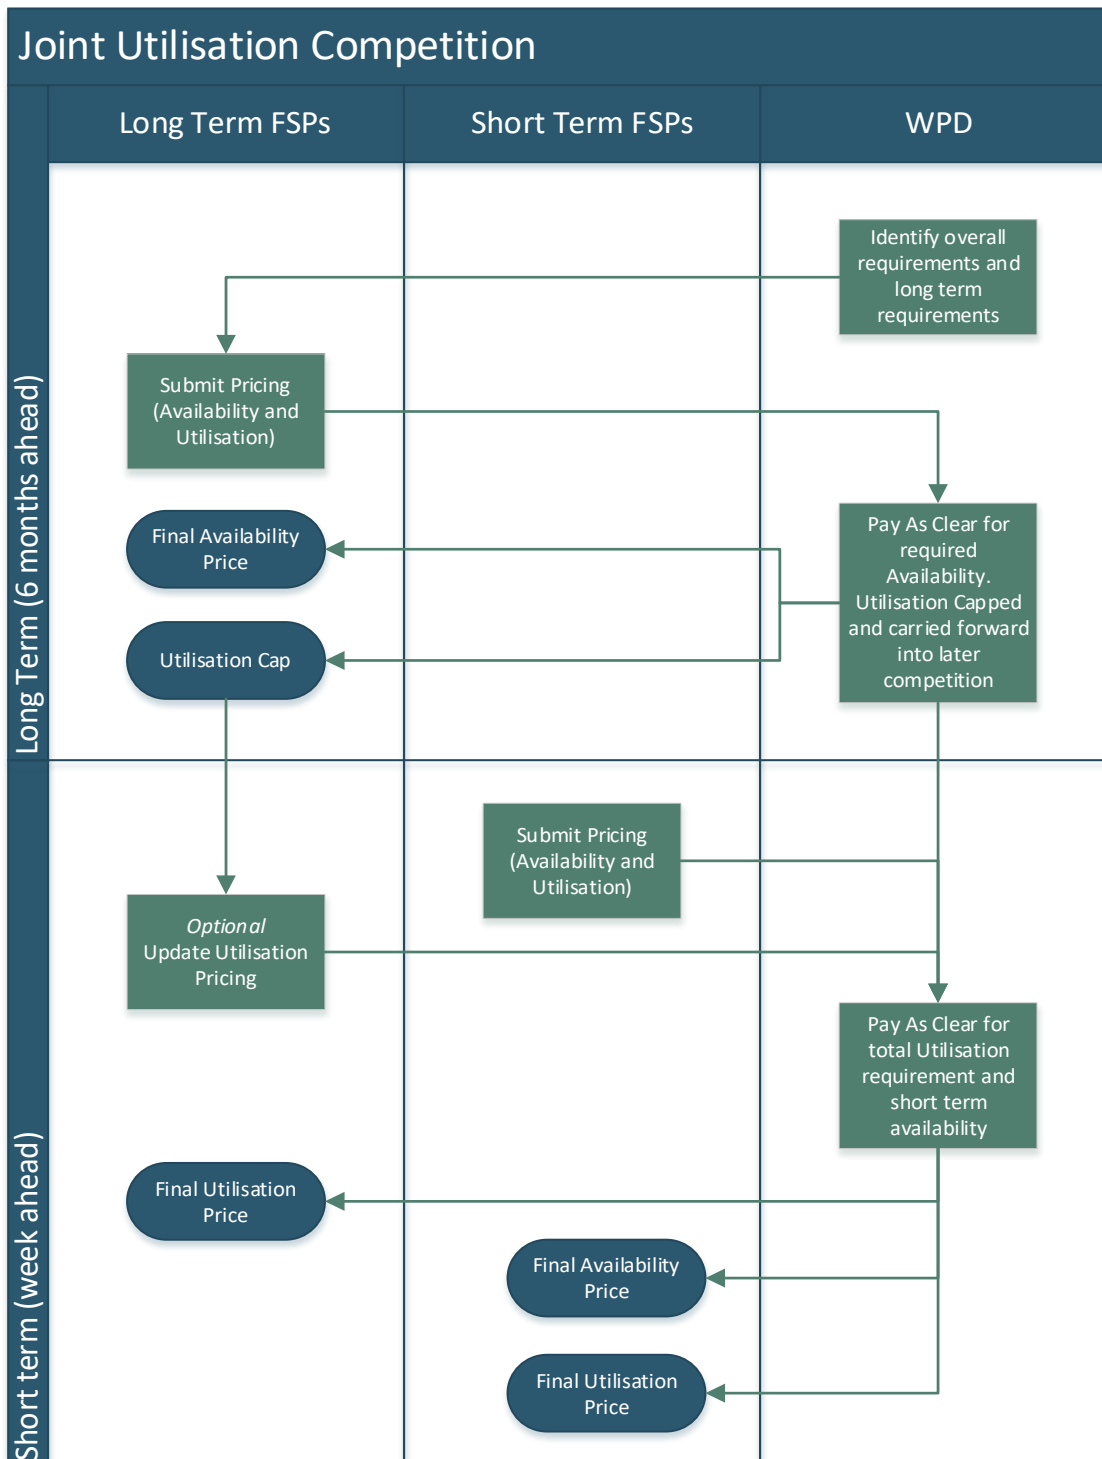 Joint Utilisation Competition
Long Term FSPs
Short Term FSPs
WPD
Long Term (6 months ahead)
Identify overall
requirements and
long term
requirements
Submit Pricing
(Availability and
Utilisation)
Final Availability
Price
Utilisation Cap
Pay As Clear for
required
Availability.
Utilisation Capped
and carried forward
into later
competition
Short term (week ahead)
Submit Pricing
(Availability and
Utilisation)
Optional
Update Utilisation
Pricing
Pay As Clear for
total Utilisation
requirement and
short term
availability
Final Utilisation
Price
Final Availability
Price
Final Utilisation
Price